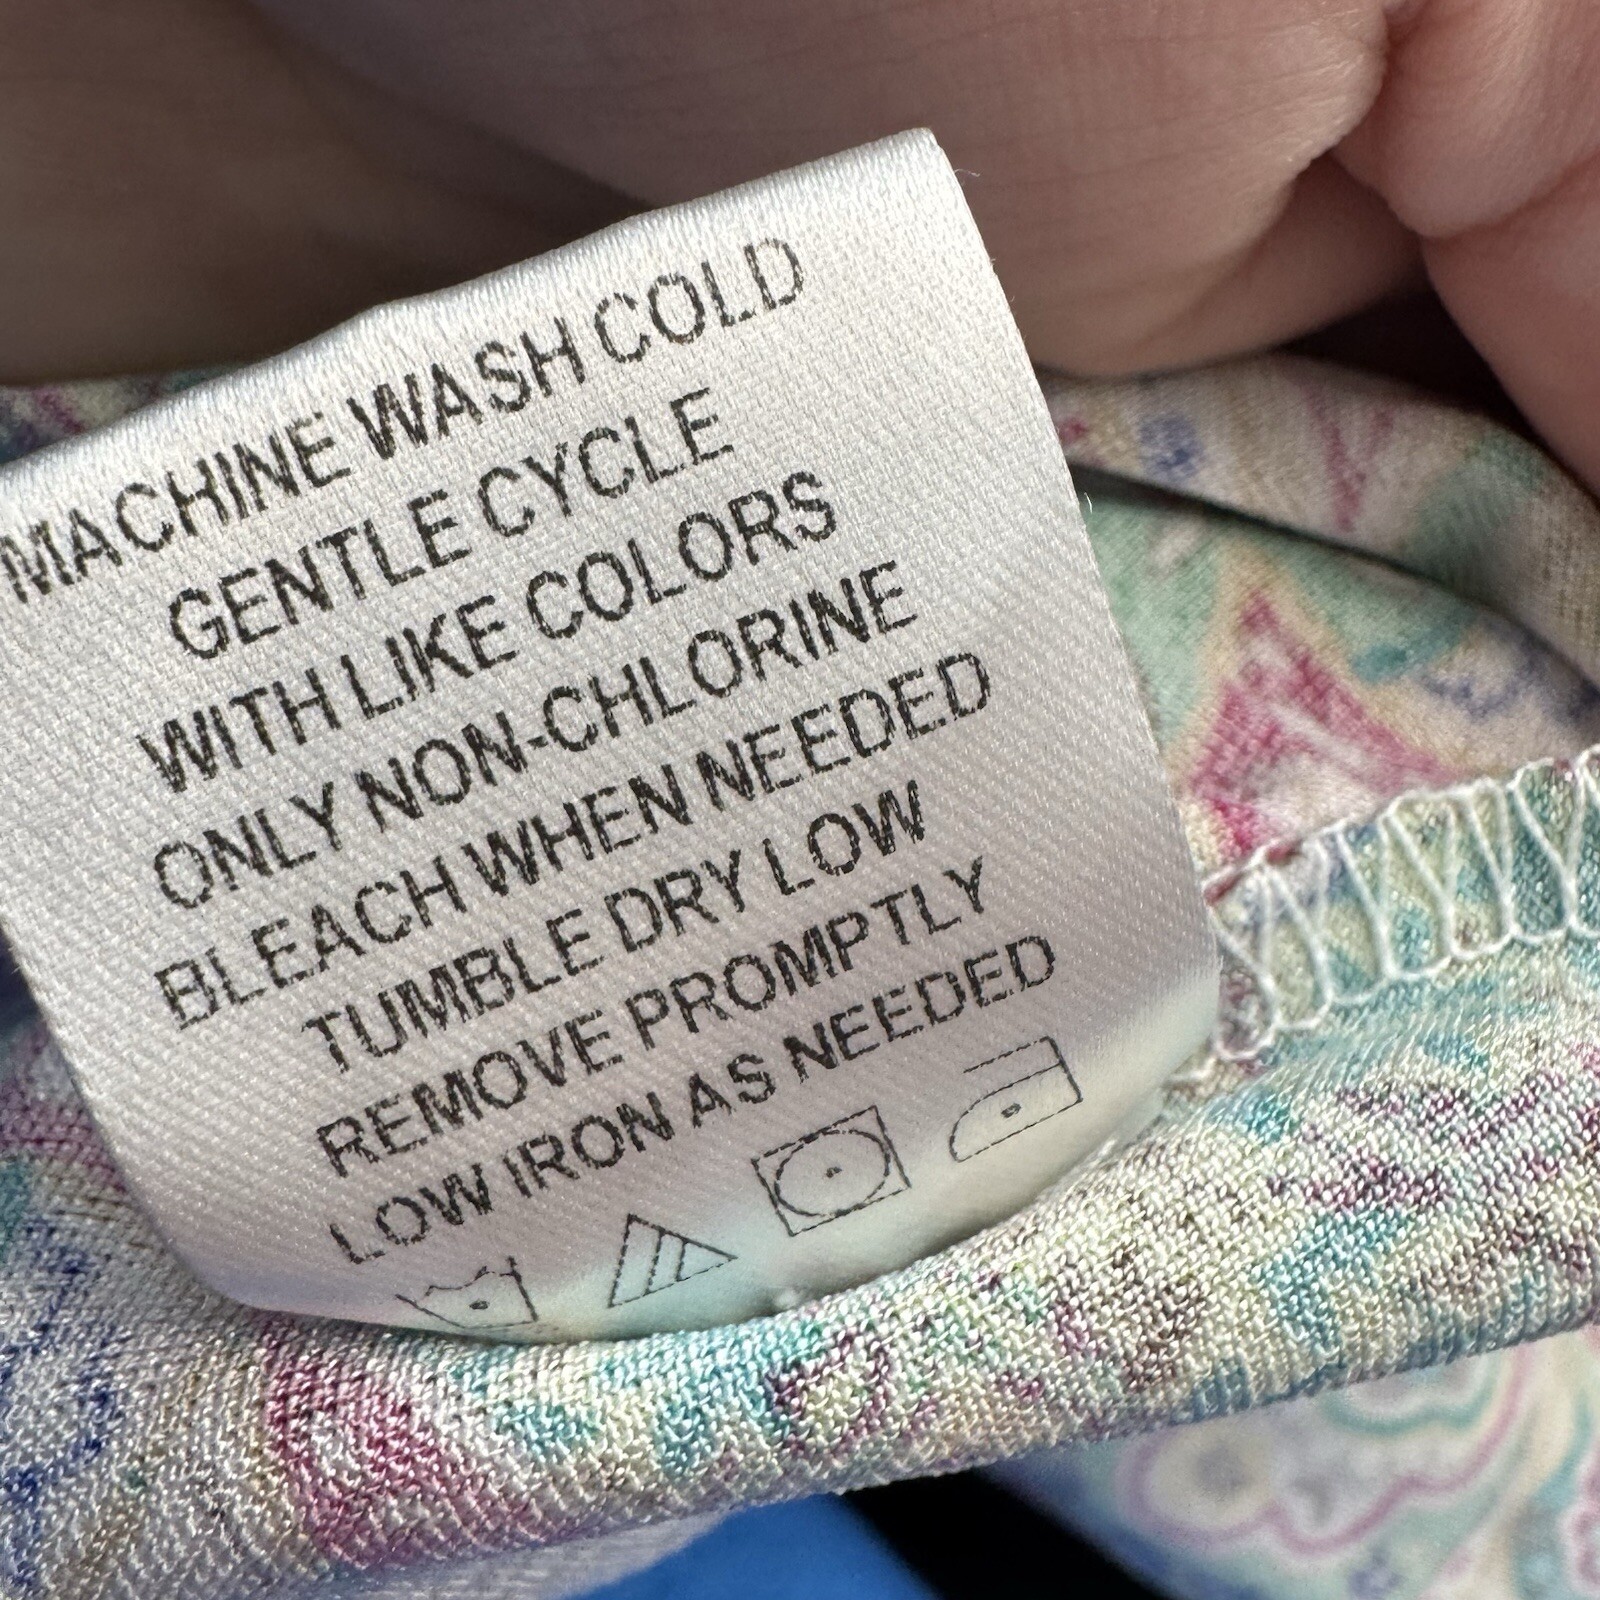 MACHINE WASH COLD
GENTLE CYCLE
WITH LIKE COLORS
ONLY NON-CHLORINE
BLEACH WHEN NEEDED
TUMBLE DRY LOW
REMOVE PROMPTLY
LOW IRON AS NEEDED